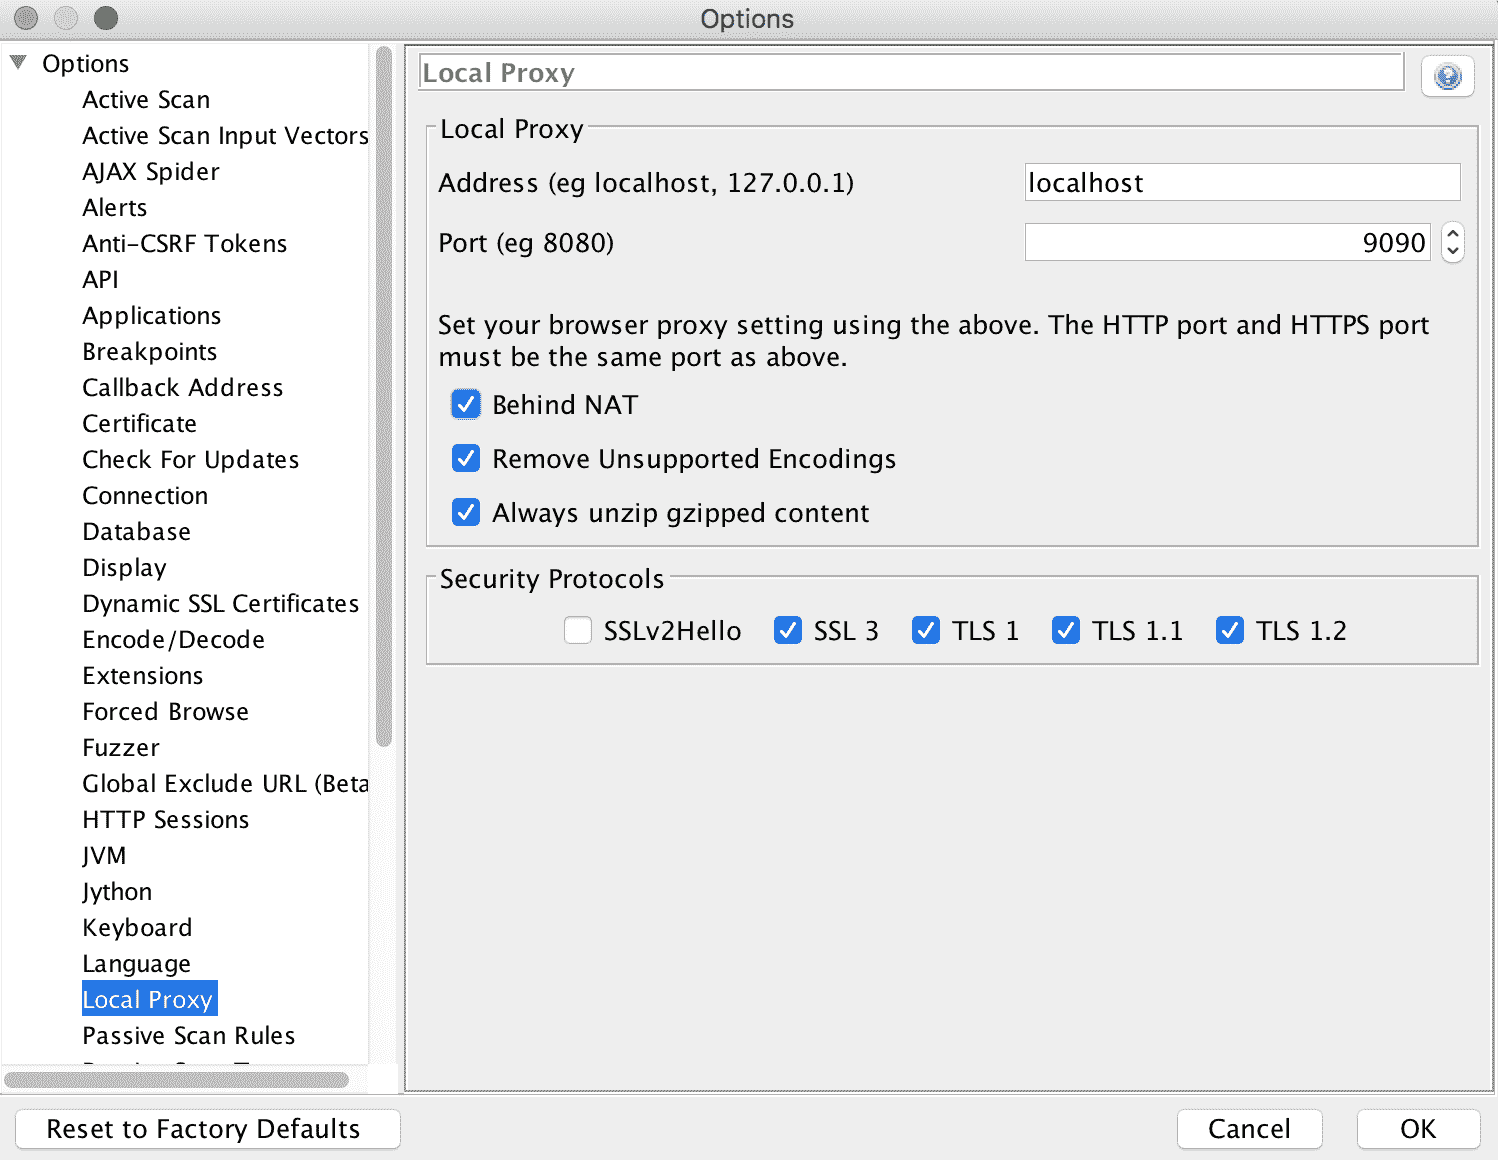 Options
Options
Active Scan
Active Scan Input Vectors
AJAX Spider
Alerts
Anti-CSRF Tokens
API
Applications
Breakpoints
Callback Address
Certificate
Check For Updates
Connection
Database
Display
Dynamic SSL Certificates
Encode/Decode
Extensions
Forced Browse
Fuzzer
Global Exclude URL (Beta
HTTP Sessions
JVM
Jython
Keyboard
Language
Local Proxy
Passive Scan Rules
Local Proxy
Local Proxy
Address (eg localhost, 127.0.0.1) localhost
Port (eg 8080) 9090
Set your browser proxy setting using the above. The HTTP port and HTTPS port
must be the same port as above.
Behind NAT
Remove Unsupported Encodings
Always unzip gzipped content
Security Protocols
SSLv2Hello SSL 3 TLS 1 TLS 1.1 TLS 1.2
Reset to Factory Defaults Cancel OK